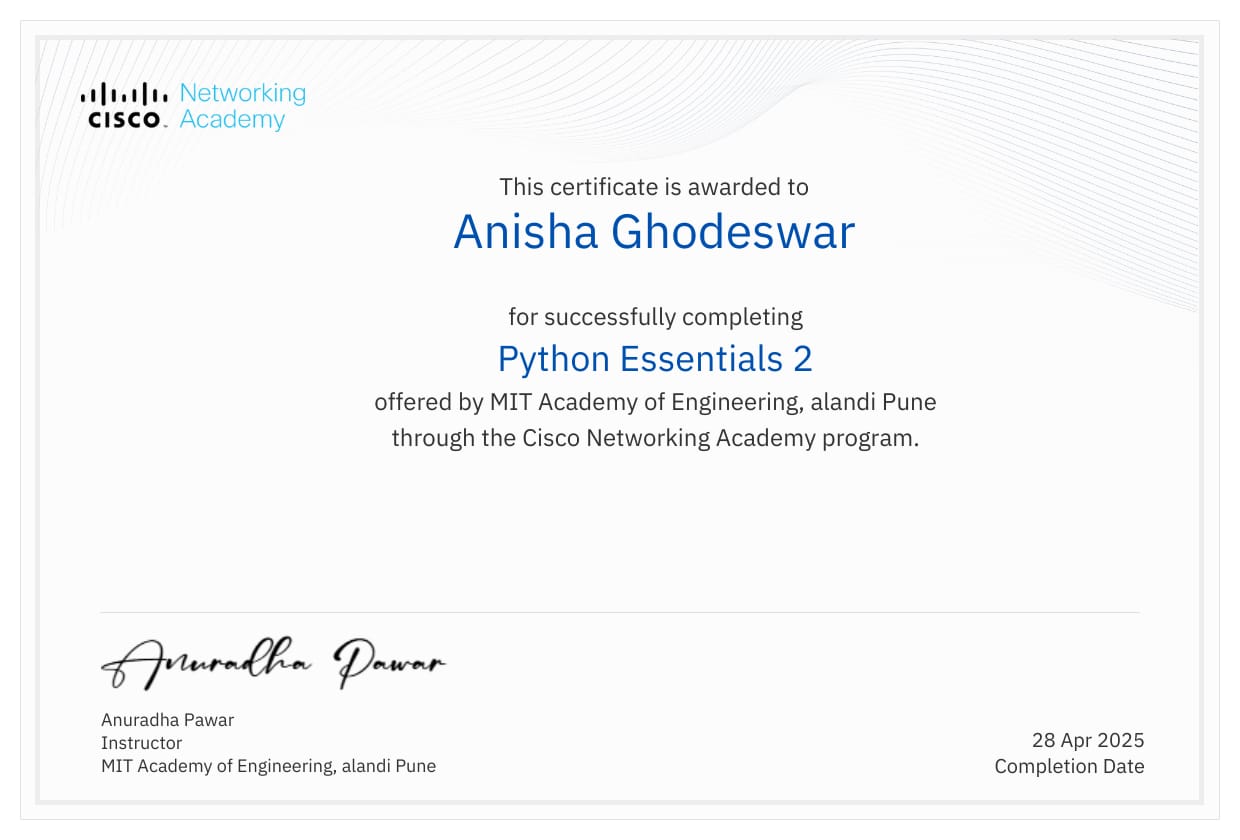 CISCO Networking
Academy
This certificate is awarded to
Anisha Ghodeswar
for successfully completing
Python Essentials 2
offered by MIT Academy of Engineering, alandi Pune
through the Cisco Networking Academy program.
Anuradha Pawar
Anuradha Pawar
Instructor
MIT Academy of Engineering, alandi Pune
28 Apr 2025
Completion Date